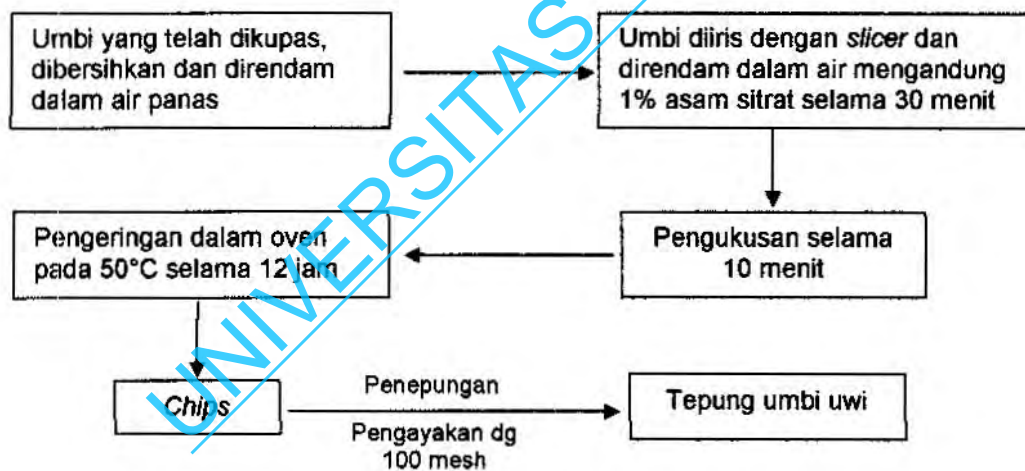 Umbi yang telah dikupas,
dibersihkan dan direndam
dalam air panas
Umbi diiris dengan slicer dan
direndam dalam air mengandung
1% asam sitrat selama 30 menit
Pengukusan selama
10 menit
Pengeringan dalam oven
pada 50°C selama 12 jam
Chips
Penepungan
Pengayakan dg
100 mesh
Tepung umbi uwi
UNIVERSITAS